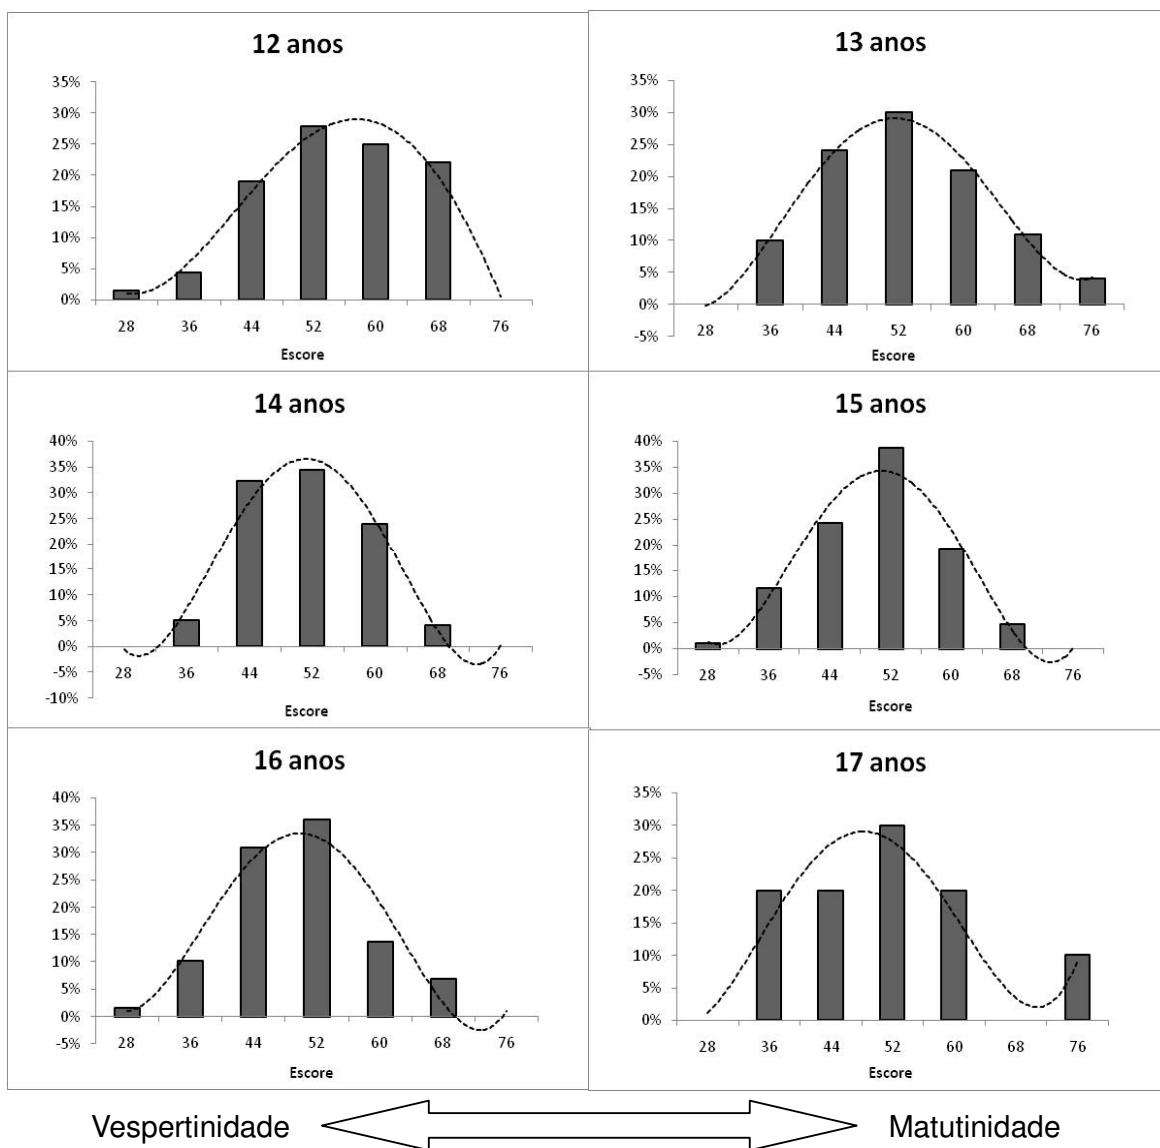 12 anos
35%
30%
25%
20%
15%
10%
5%
0%
28 36 44 52 60 68 76
Escore
13 anos
35%
30%
25%
20%
15%
10%
5%
0%
-5%
28 36 44 52 60 68 76
Escore
14 anos
40%
35%
30%
25%
20%
15%
10%
5%
0%
-5%
-10%
28 36 44 52 60 68 76
Escore
15 anos
40%
35%
30%
25%
20%
15%
10%
5%
0%
-5%
28 36 44 52 60 68 76
Escore
16 anos
40%
35%
30%
25%
20%
15%
10%
5%
0%
-5%
28 36 44 52 60 68 76
Escore
17 anos
35%
30%
25%
20%
15%
10%
5%
0%
28 36 44 52 60 68 76
Escore
Vespertinidade Matutinidade